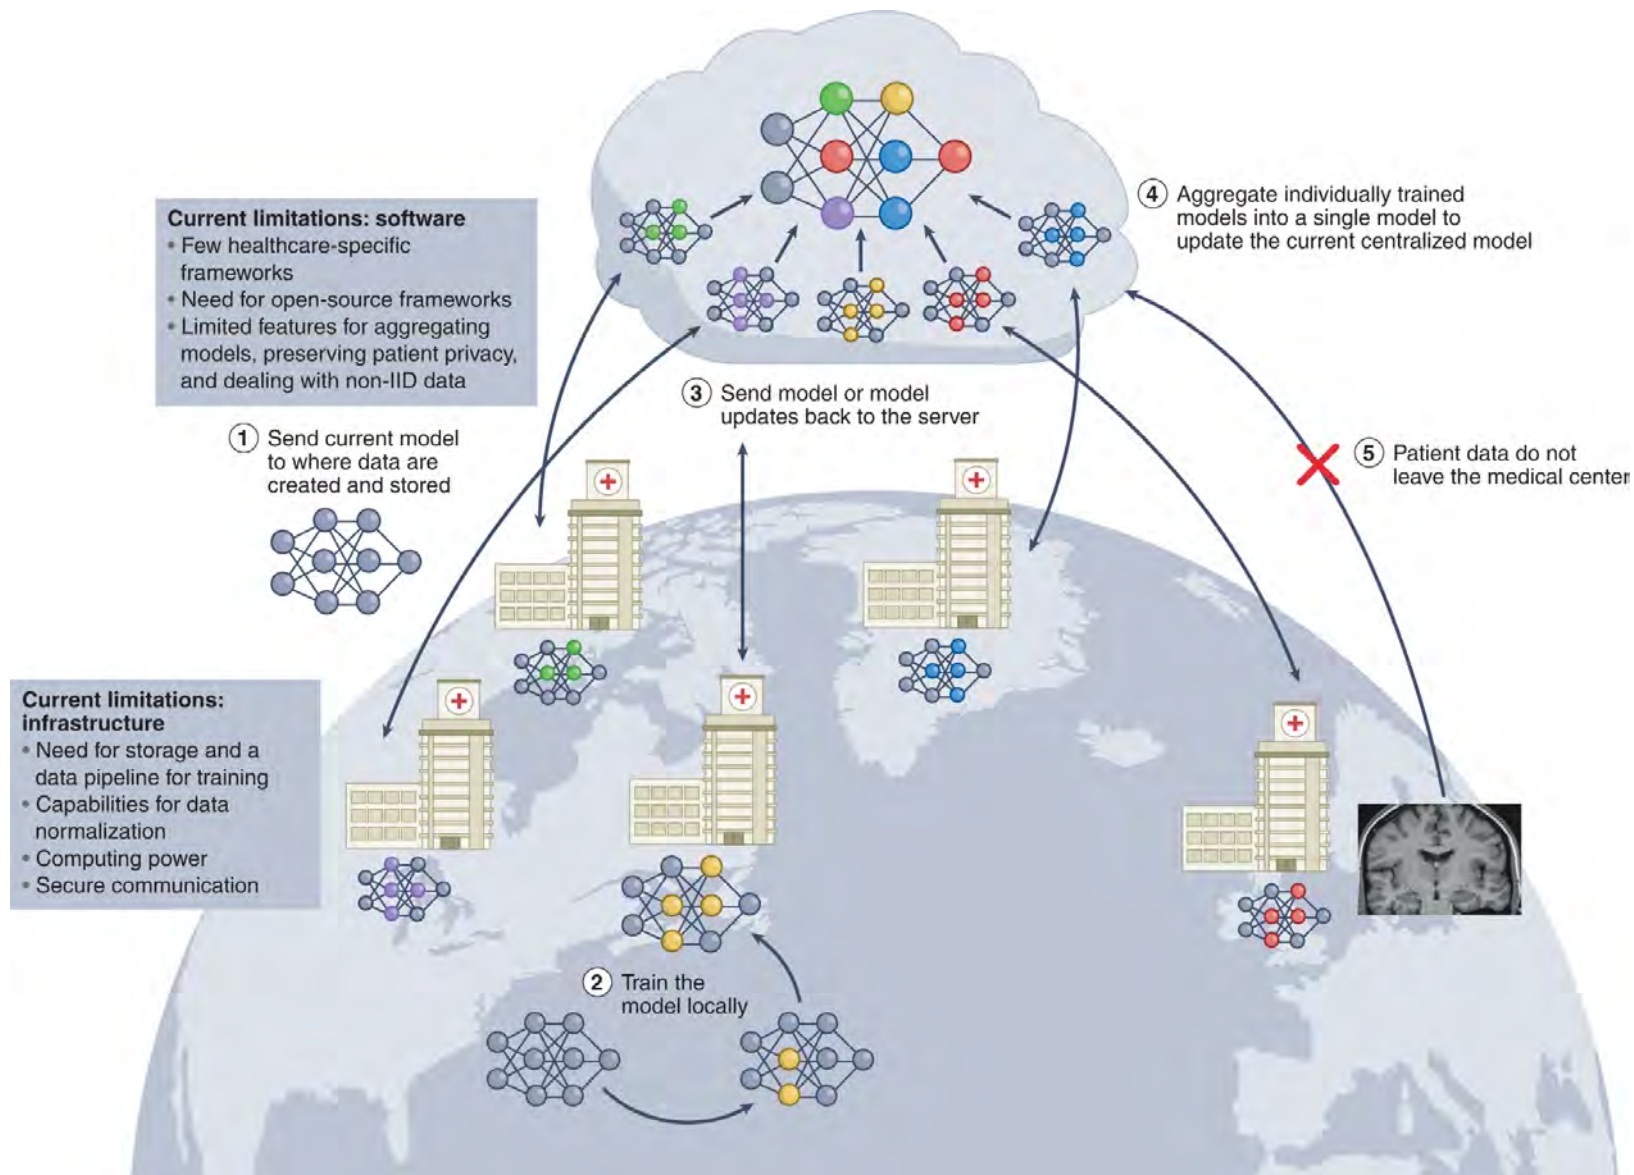 Current limitations: software
• Few healthcare-specific
frameworks
• Need for open-source frameworks
• Limited features for aggregating
models, preserving patient privacy,
and dealing with non-IID data
1 Send current model
to where data are
created and stored
Current limitations:
infrastructure
• Need for storage and a
data pipeline for training
• Capabilities for data
normalization
• Computing power
• Secure communication
2 Train the
model locally
3 Send model or model
updates back to the server
4 Aggregate individually trained
models into a single model to
update the current centralized model
5 Patient data do not
leave the medical center